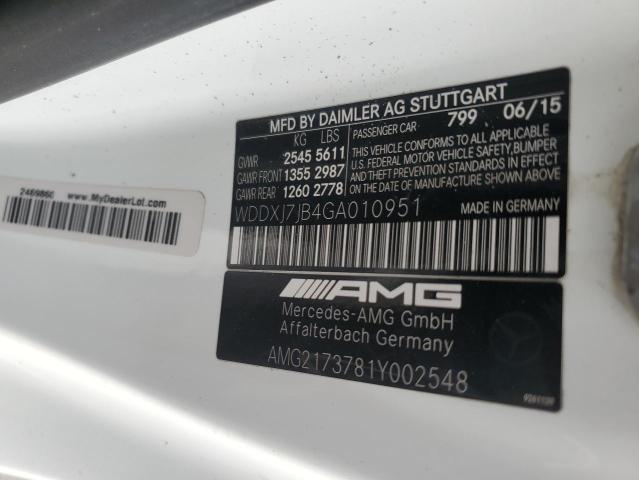 2469860
www.MyDealerLot.com
MFD BY DAIMLER AG STUTTGART
KG LBS
GVWR 2545 5611
GAWR FRONT 1355 2987
GAWR REAR 1260 2778
PASSENGER CAR 799 06/15
THIS VEHICLE CONFORMS TO ALL APPLICABLE
U.S. FEDERAL MOTOR VEHICLE SAFETY, BUMPER
AND THEFT PREVENTION STANDARDS IN EFFECT
ON THE DATE OF MANUFACTURE SHOWN ABOVE.
WDDXJ7JB4GA010951
AMG
Mercedes-AMG GmbH
Affalterbach Germany
AMG2173781Y002548